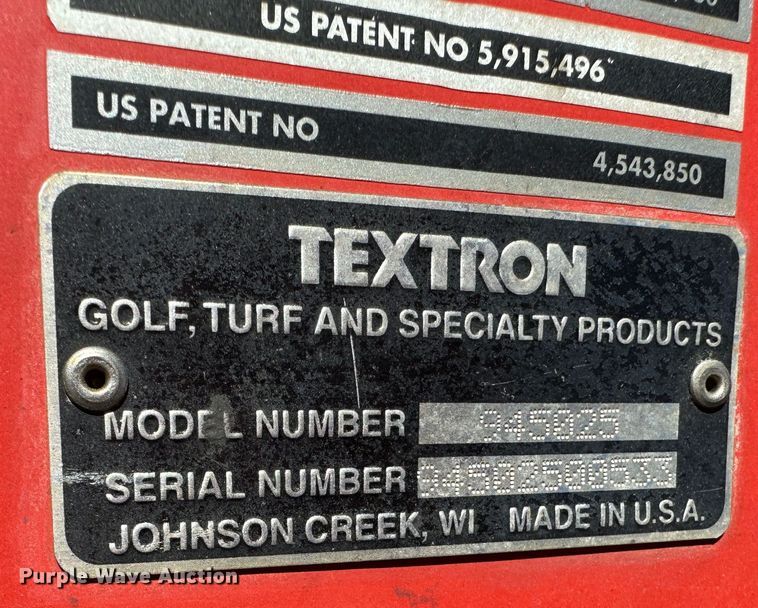 US PATENT NO 5,915,496
US PATENT NO 4,543,850
TEXTRON
GOLF, TURF AND SPECIALTY PRODUCTS
MODEL NUMBER 945025
SERIAL NUMBER
JOHNSON CREEK, WI MADE IN U.S.A.
Purple Wave Auction